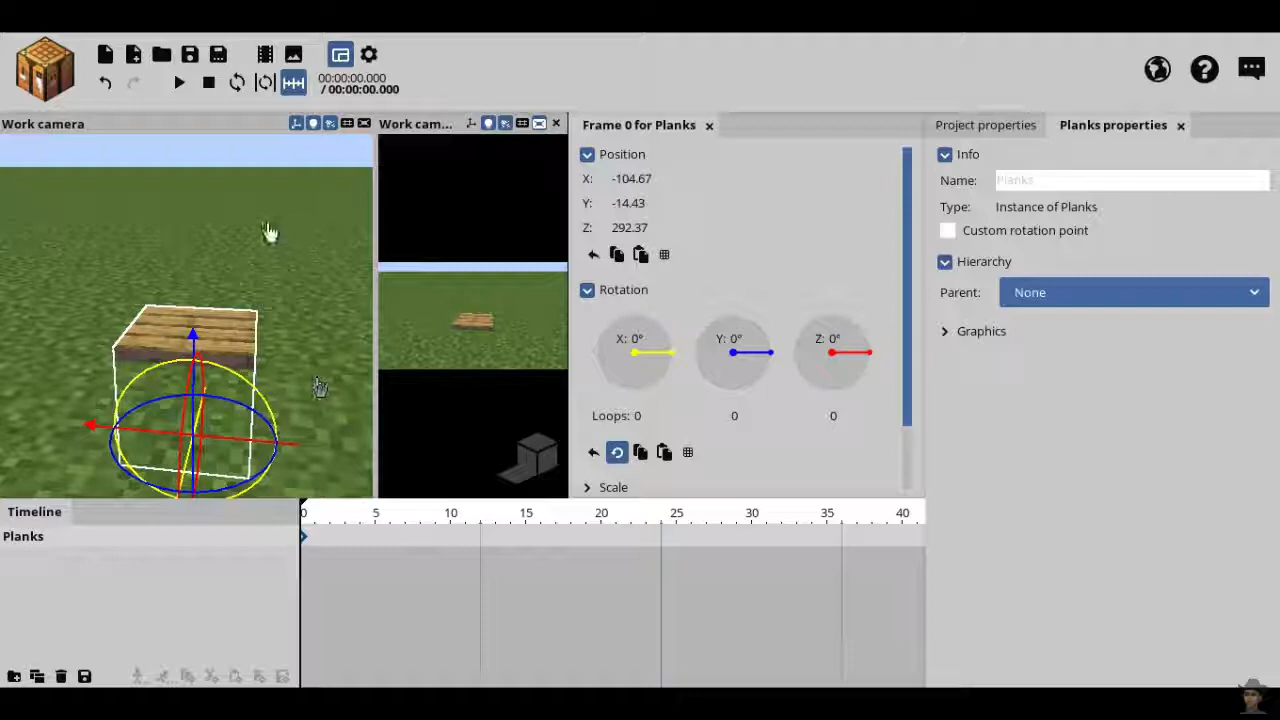 00:00:00.000
/ 00:00:00.000
Work camera
Work cam...
Frame 0 for Planks
Position
X: -104.67
Y: -14.43
Z: 292.37
Rotation
X: 0°
Y: 0°
Z: 0°
Loops: 0
0
0
Scale
Project properties
Planks properties
Info
Name: Planks
Type: Instance of Planks
Custom rotation point
Hierarchy
Parent: None
Graphics
Timeline
0 5 10 15 20 25 30 35 40
Planks